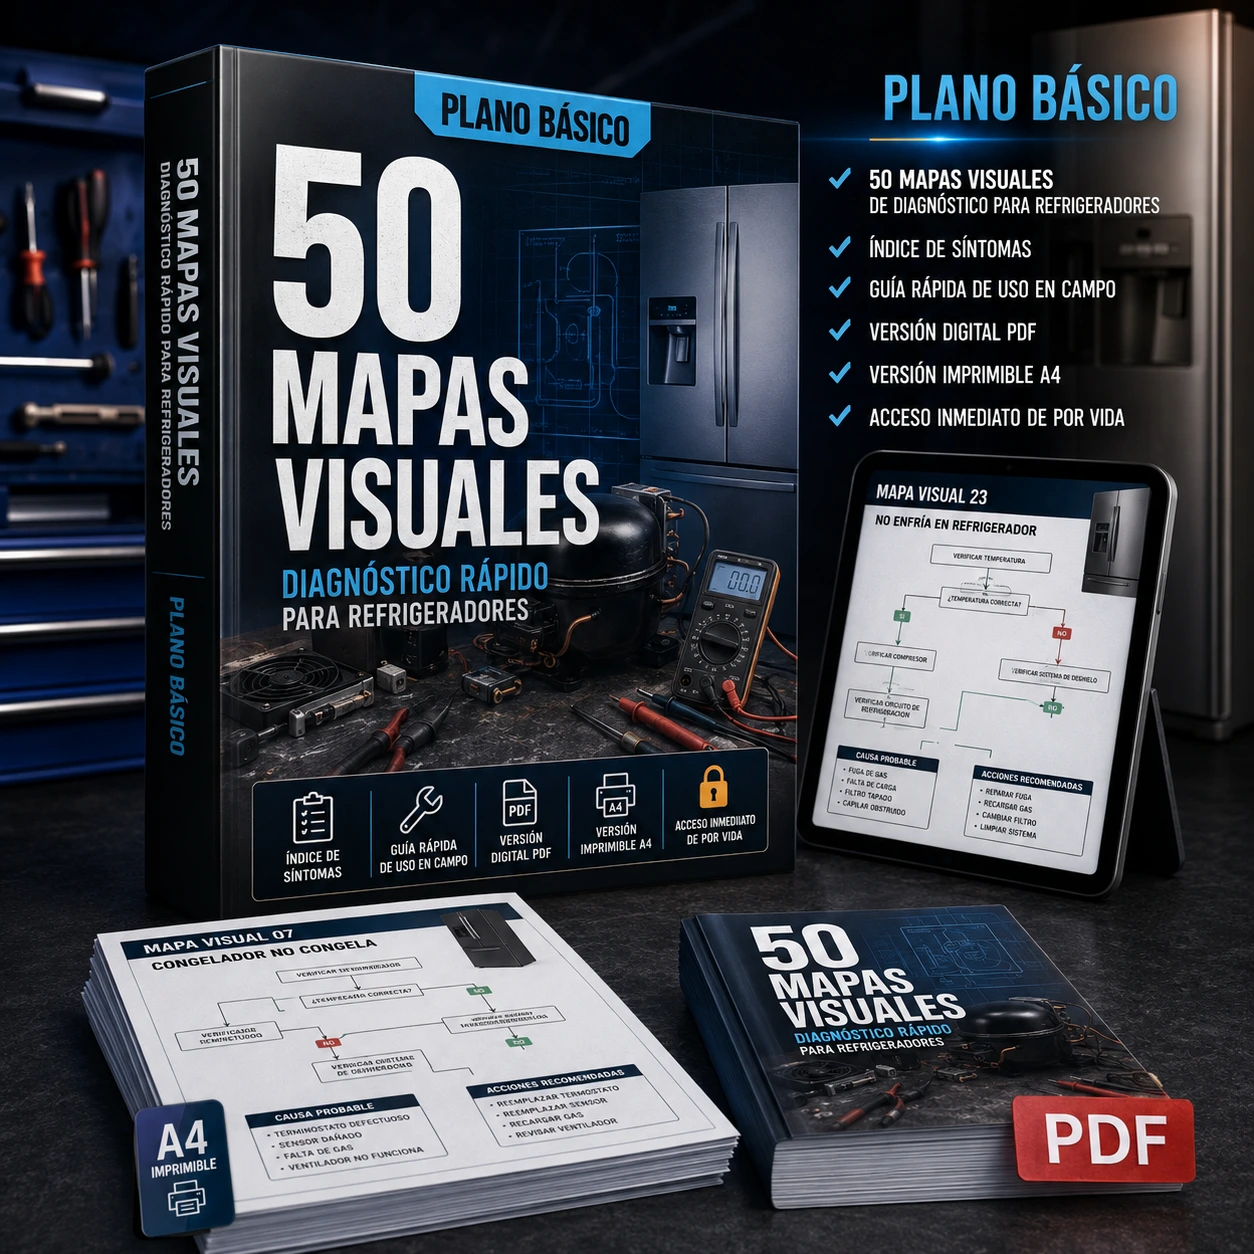 PLANO BÁSICO
50
MAPAS
VISUALES
DIAGNÓSTICO RÁPIDO
PARA REFRIGERADORES
ÍNDICE DE
SÍNTOMAS
GUÍA RÁPIDA
DE USO EN CAMPO
PDF
VERSIÓN
DIGITAL PDF
A4
VERSIÓN
IMPRIMIBLE A4
ACCESO INMEDIATO
DE POR VIDA
50 MAPAS VISUALES
DIAGNÓSTICO RÁPIDO PARA REFRIGERADORES
PLANO BÁSICO
PLANO BÁSICO
50 MAPAS VISUALES
DE DIAGNÓSTICO PARA REFRIGERADORES
ÍNDICE DE SÍNTOMAS
GUÍA RÁPIDA DE USO EN CAMPO
VERSIÓN DIGITAL PDF
VERSIÓN IMPRIMIBLE A4
ACCESO INMEDIATO DE POR VIDA
MAPA VISUAL 23
NO ENFRÍA EN REFRIGERADOR
VERIFICAR TEMPERATURA
¿TEMPERATURA CORRECTA?
NO
VERIFICAR COMPRESOR
VERIFICAR SISTEMA DE DESHIELO
VERIFICAR CIRCUITO DE
CAUSA PROBABLE
• FUGA DE GAS
• FALTA DE CARGA
• FILTRO TAPADO
• CAPILAR OBSTRUIDO
ACCIONES RECOMENDADAS
• REPARAR FUGA
• RECARGAR GAS
• CAMBIAR FILTRO
• LIMPIAR SISTEMA
MAPA VISUAL 07
CONGELADOR NO CONGELA
NO
CAUSA PROBABLE
• TERMINOSTATO DEFECTUOSO
• SENSOR DAÑADO
• FALTA DE GAS
• VENTILADOR NO FUNCIONA
ACCIONES RECOMENDADAS
• REEMPLAZAR TERMOSTATO
• REEMPLAZAR SENSOR
• RECARGAR GAS
• REVISAR VENTILADOR
A4
IMPRIMIBLE
50
MAPAS
VISUALES
DIAGNÓSTICO RÁPIDO
PARA REFRIGERADORES
PDF